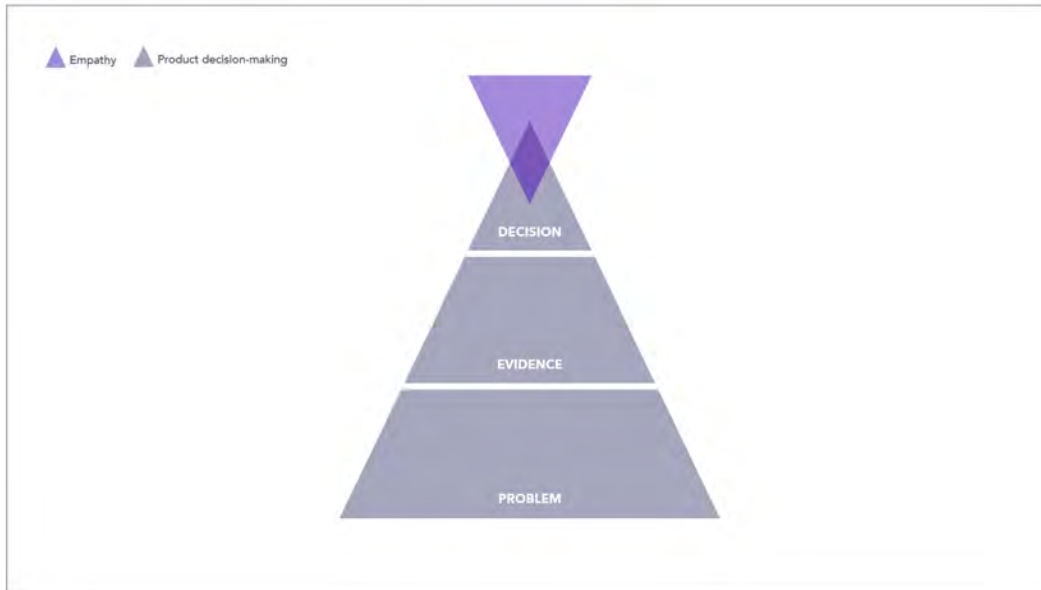 Empathy
Product decision-making
DECISION
EVIDENCE
PROBLEM